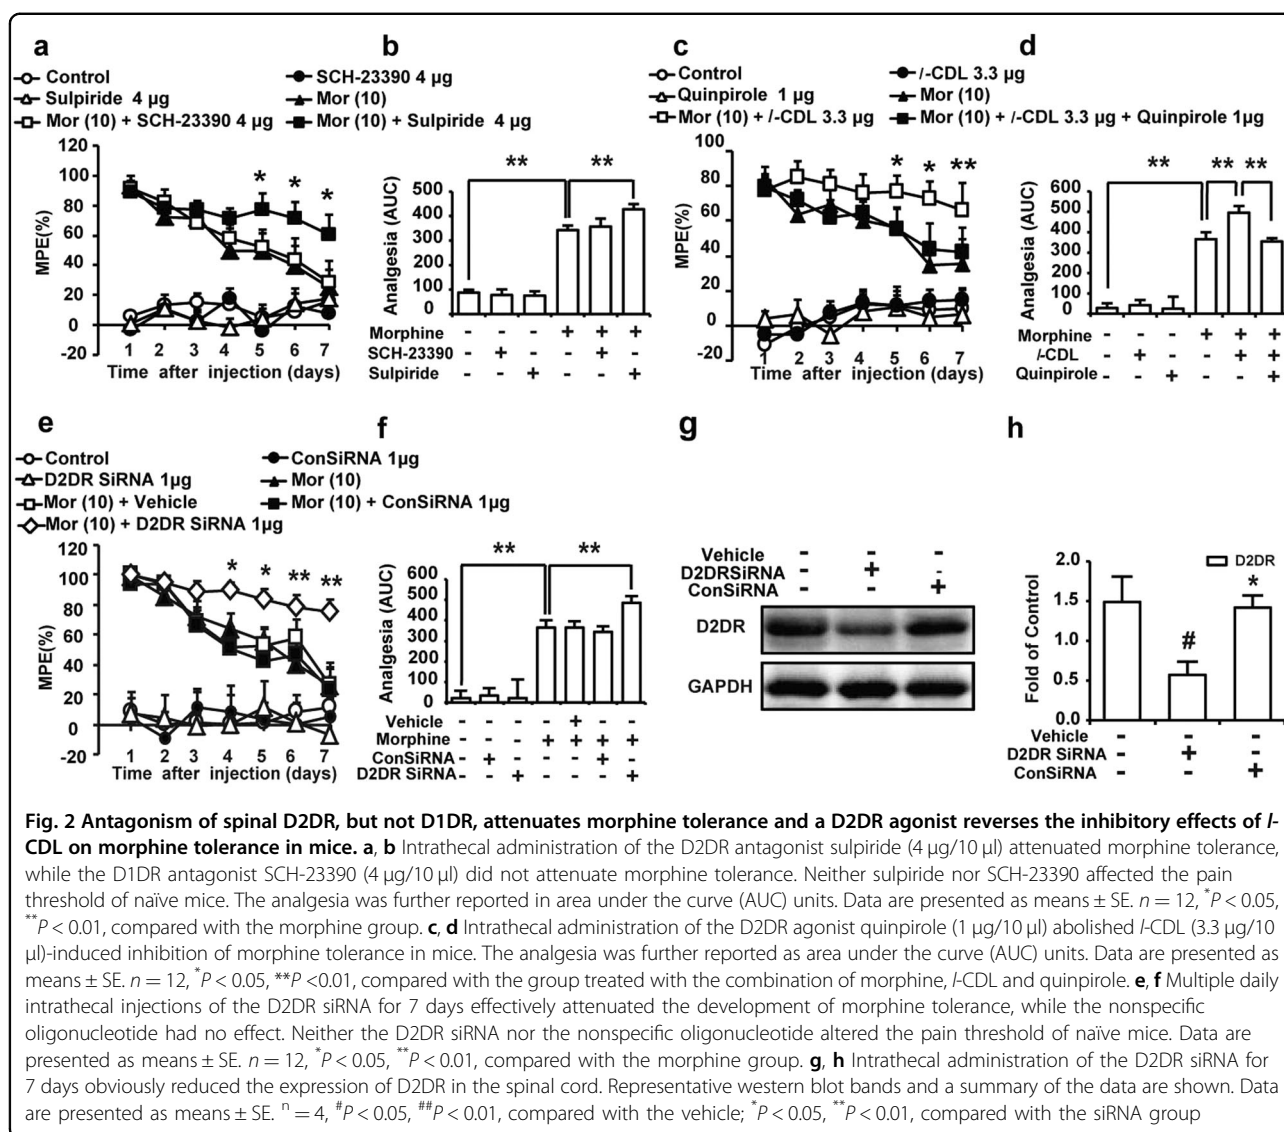 a
Control
SCH-23390 4 µg
Sulpiride 4 µg
Mor (10)
Mor (10) + SCH-23390 4 µg
Mor (10) + Sulpiride 4 µg
120
100
80
60
40
20
0
-20
MPE(%)
* * *
1 2 3 4 5 6 7
Time after injection (days)
b
** **
500
400
300
200
100
0
Analgesia (AUC)
Morphine - - - + + +
SCH-23390 - + - - + -
Sulpiride - - + - - +
c
Control
l-CDL 3.3 µg
Quinpirole 1 µg
Mor (10)
Mor (10) + l-CDL 3.3 µg
Mor (10) + l-CDL 3.3 µg + Quinpirole 1µg
100
80
60
40
20
0
-20
MPE(%)
* * **
1 2 3 4 5 6 7
Time after injection (days)
d
** ** **
600
500
400
300
200
100
0
Analgesia (AUC)
Morphine - - - + + +
l-CDL - + - - + +
Quinpirole - - + - - +
e
Control
ConSiRNA 1µg
D2DR SiRNA 1µg
Mor (10)
Mor (10) + Vehicle
Mor (10) + ConSiRNA 1µg
Mor (10) + D2DR SiRNA 1µg
120
100
80
60
40
20
0
-20
MPE(%)
* * ** **
1 2 3 4 5 6 7
Time after injection (days)
f
** **
600
500
400
300
200
100
0
Analgesia (AUC)
Vehicle - - - - + - -
Morphine - - - + + + +
ConSiRNA - + - - - + -
D2DR SiRNA - - + - - - +
g
Vehicle - - -
D2DRSiRNA - + -
ConSiRNA - - +
D2DR
GAPDH
h
D2DR
2.0
1.5
1.0
0.5
0.0
Fold of Control
# *
Vehicle - - -
D2DR SiRNA - + -
ConSiRNA - - +
Fig. 2 Antagonism of spinal D2DR, but not D1DR, attenuates morphine tolerance and a D2DR agonist reverses the inhibitory effects of l-
CDL on morphine tolerance in mice. a, b Intrathecal administration of the D2DR antagonist sulpiride (4 µg/10 µl) attenuated morphine tolerance,
while the D1DR antagonist SCH-23390 (4 µg/10 µl) did not attenuate morphine tolerance. Neither sulpiride nor SCH-23390 affected the pain
threshold of naïve mice. The analgesia was further reported in area under the curve (AUC) units. Data are presented as means ± SE. n = 12, *P < 0.05,
**P < 0.01, compared with the morphine group. c, d Intrathecal administration of the D2DR agonist quinpirole (1 µg/10 µl) abolished l-CDL (3.3 µg/10
µl)-induced inhibition of morphine tolerance in mice. The analgesia was further reported as area under the curve (AUC) units. Data are presented as
means ± SE. n = 12, *P < 0.05, **P <0.01, compared with the group treated with the combination of morphine, l-CDL and quinpirole. e, f Multiple daily
intrathecal injections of the D2DR siRNA for 7 days effectively attenuated the development of morphine tolerance, while the nonspecific
oligonucleotide had no effect. Neither the D2DR siRNA nor the nonspecific oligonucleotide altered the pain threshold of naïve mice. Data are
presented as means ± SE. n = 12, *P < 0.05, **P < 0.01, compared with the morphine group. g, h Intrathecal administration of the D2DR siRNA for
7 days obviously reduced the expression of D2DR in the spinal cord. Representative western blot bands and a summary of the data are shown. Data
are presented as means ± SE. n = 4, #P < 0.05, ##P < 0.01, compared with the vehicle; *P < 0.05, **P < 0.01, compared with the siRNA group